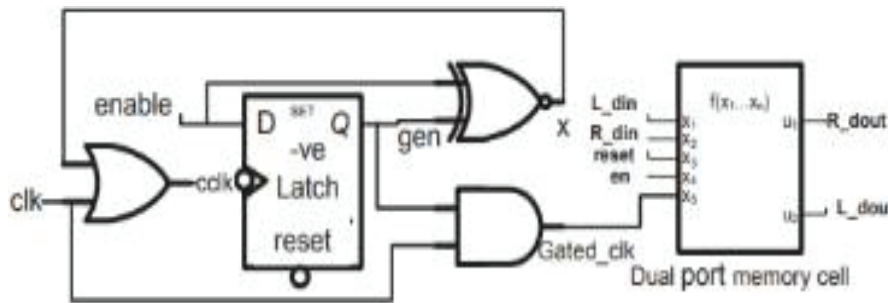 enable
clk
cclk
D
SET
Q
-ve
Latch
reset
gen
x
Gated_clk
L_din
R_din
reset
en
f(x₁...xₙ)
x₁
x₂
x₃
x₄
x₅
u₁
u₂
R_dout
L_dou
Dual port memory cell